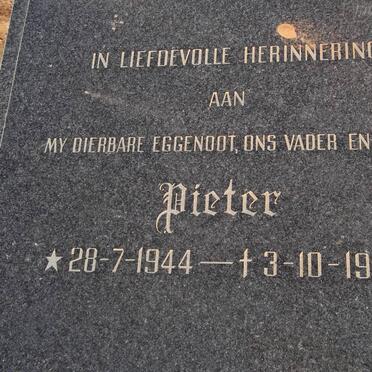 IN LIEFDEVOLLE HERINNERING
AAN
MY DIERBARE EGGENOOT, ONS VADER EN
Pieter
★ 28-7-1944 — † 3-10-19